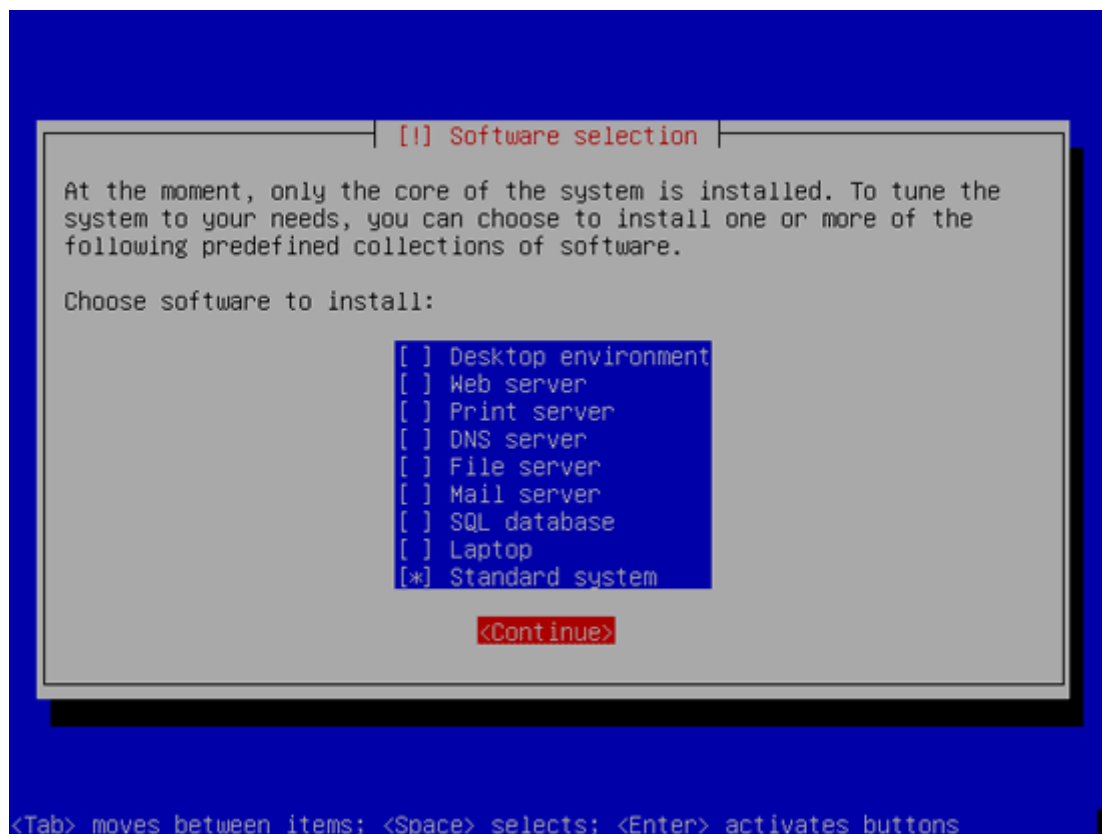 [!] Software selection
At the moment, only the core of the system is installed. To tune the
system to your needs, you can choose to install one or more of the
following predefined collections of software.
Choose software to install:
[ ] Desktop environment
[ ] Web server
[ ] Print server
[ ] DNS server
[ ] File server
[ ] Mail server
[ ] SQL database
[ ] Laptop
[*] Standard system
<Continue>
<Tab> moves between items; <Space> selects; <Enter> activates buttons